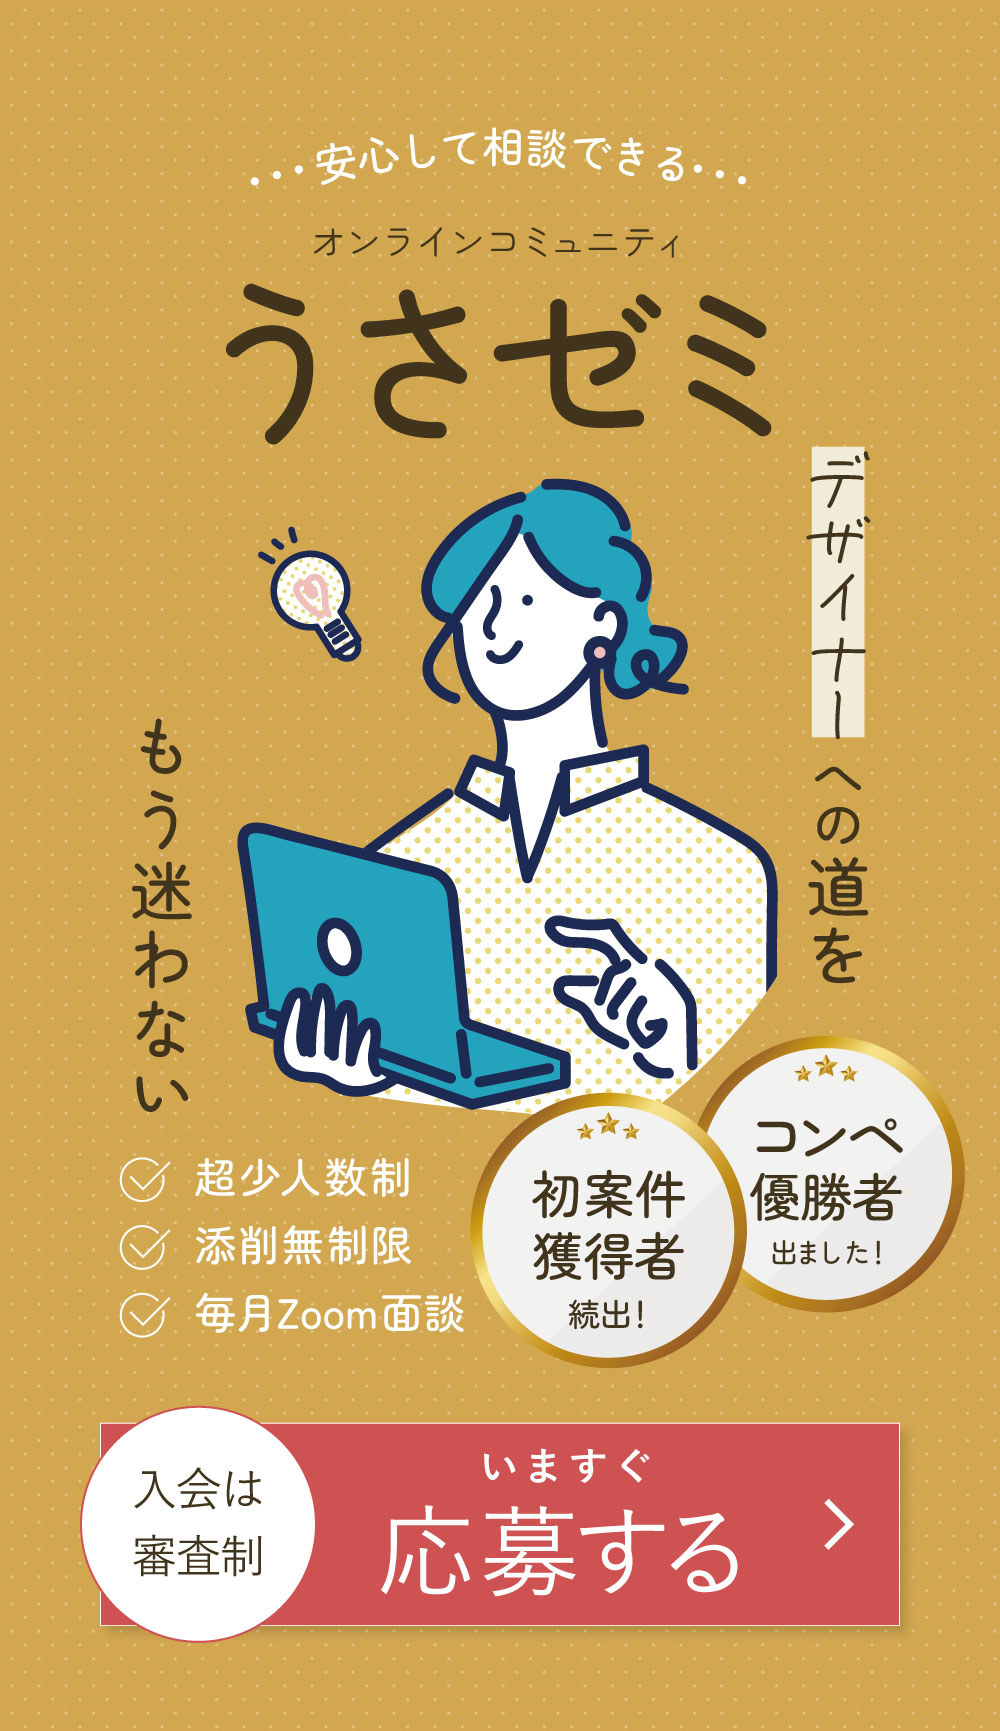 安心して相談できる
オンラインコミュニティ
うさゼミ
デザイナーへの道を
もう迷わない
超少人数制
添削無制限
毎月Zoom面談
初案件
獲得者
続出!
コンペ
優勝者
出ました!
入会は
審査制
いますぐ
応募する